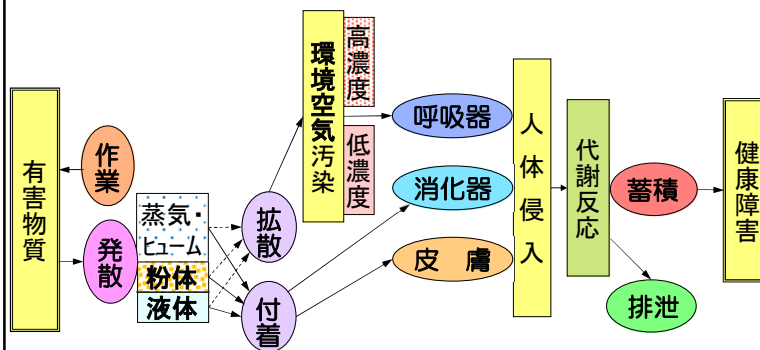 有害物質
作業
発散
蒸気・
ヒューム
粉体
液体
拡散
付着
環境空気汚染
高濃度
低濃度
呼吸器
消化器
皮 膚
人体侵入
代謝反応
蓄積
排泄
健康障害